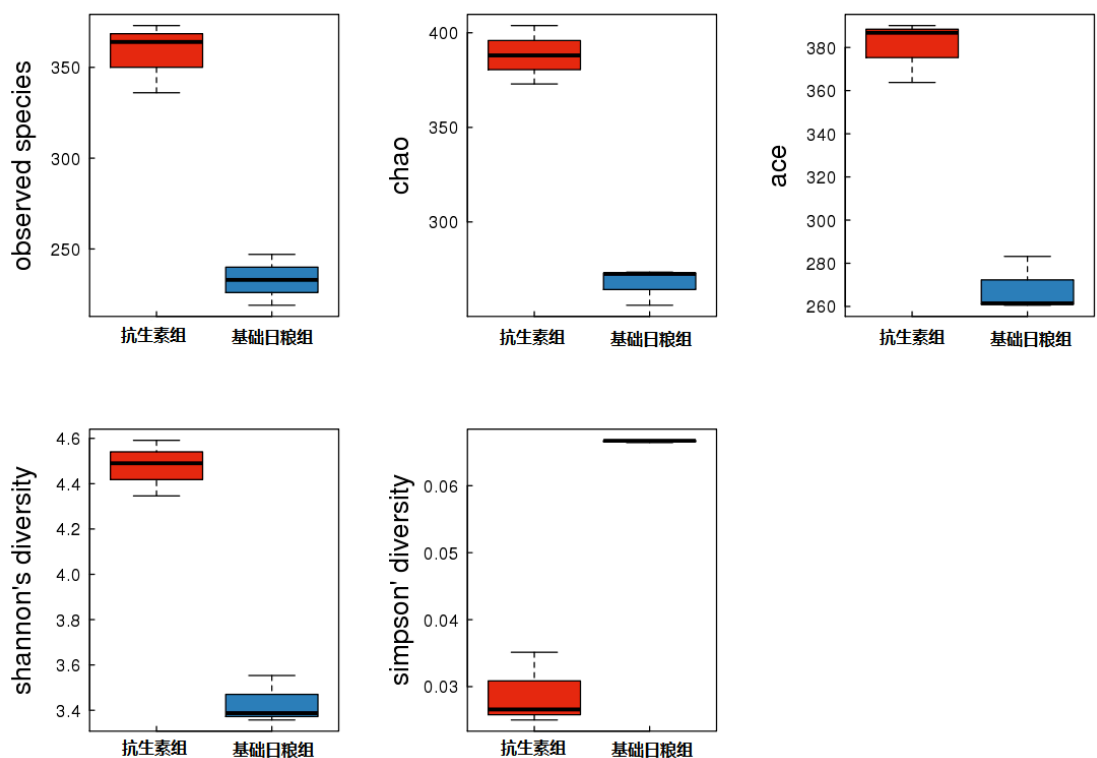 observed species
350
300
250
抗生素组
基础日粮组
chao
400
350
300
抗生素组
基础日粮组
ace
380
360
340
320
300
280
260
抗生素组
基础日粮组
shannon's diversity
4.6
4.4
4.2
4.0
3.8
3.6
3.4
抗生素组
基础日粮组
simpson' diversity
0.06
0.05
0.04
0.03
抗生素组
基础日粮组